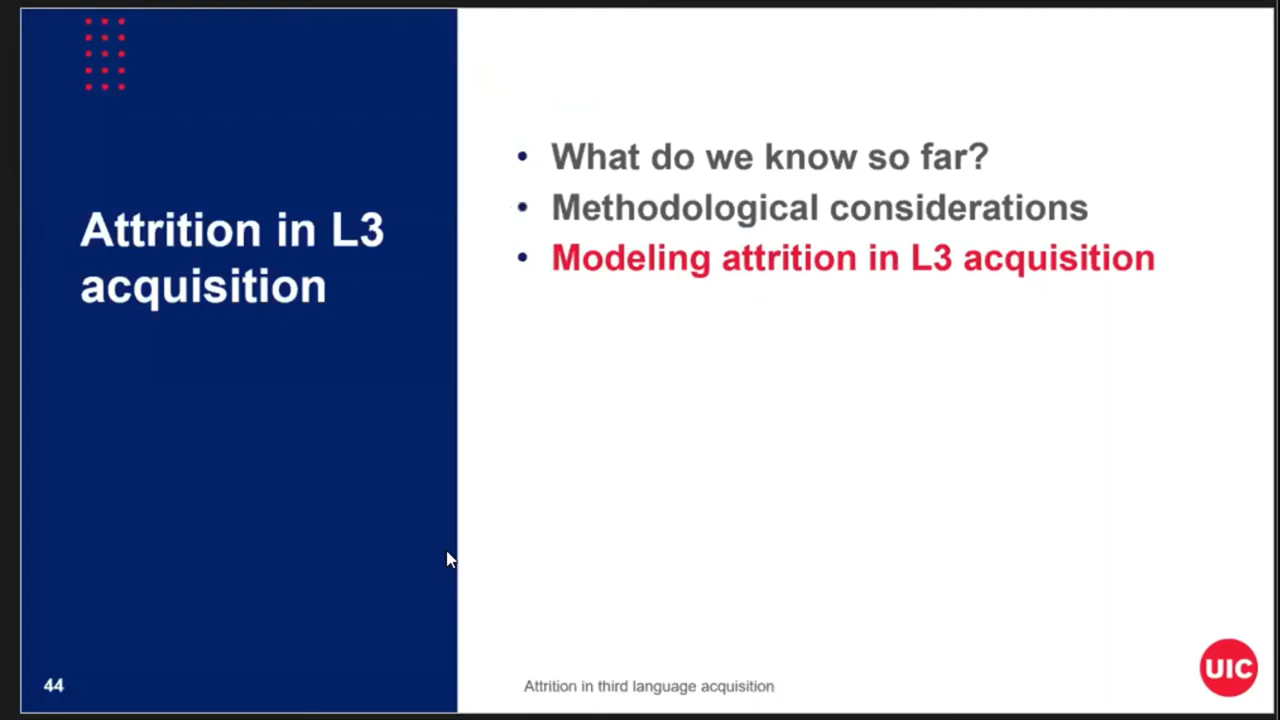 Attrition in L3
acquisition
• What do we know so far?
• Methodological considerations
• Modeling attrition in L3 acquisition
44
Attrition in third language acquisition
UIC